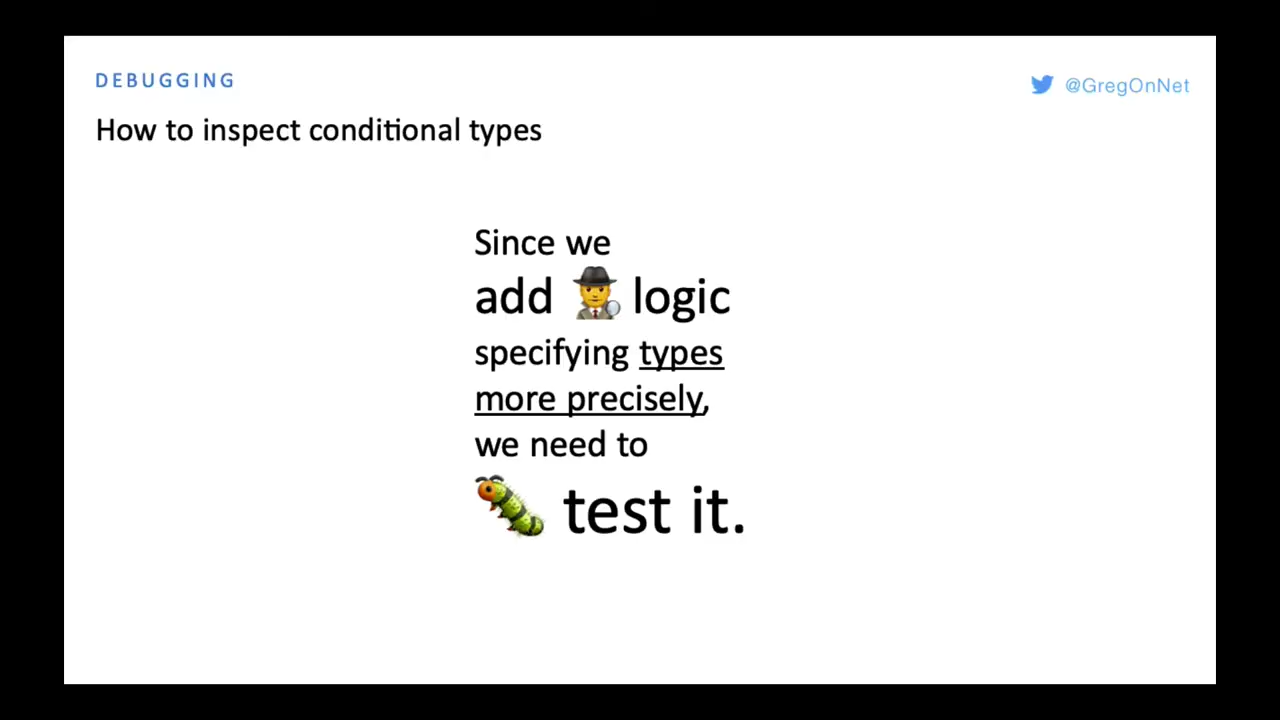 DEBUGGING
@GregOnNet
How to inspect conditional types
Since we
add 🕵️ logic
specifying types
more precisely,
we need to
🐛 test it.